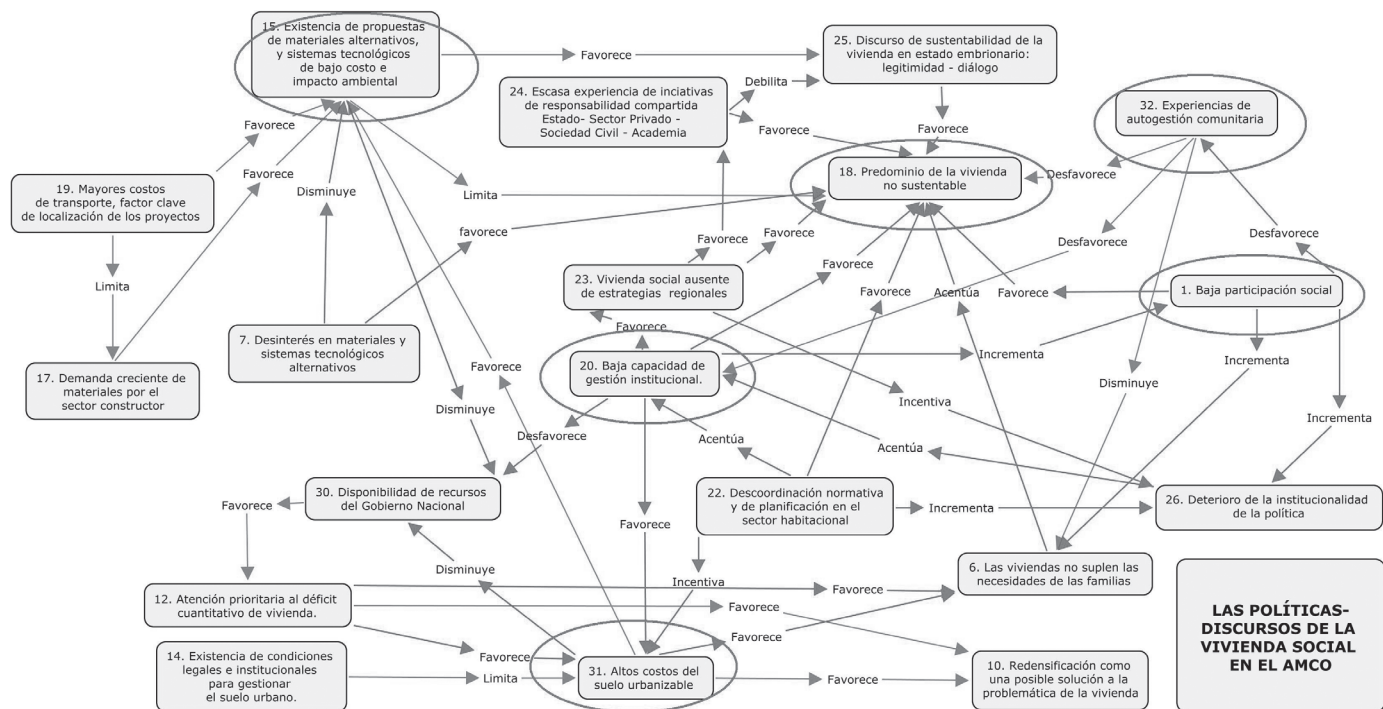 15. Existencia de propuestas
de materiales alternativos,
y sistemas tecnológicos
de bajo costo e
impacto ambiental
Favorece
25. Discurso de sustentabilidad de la
vivienda en estado embrionario:
legitimidad - diálogo
24. Escasa experiencia de inciativas
de responsabilidad compartida
Estado- Sector Privado -
Sociedad Civil - Academia
Debilita
Favorece
Favorece
32. Experiencias de
autogestión comunitaria
Favorece
Favorece
19. Mayores costos
de transporte, factor clave
de localización de los proyectos
Disminuye
Limita
18. Predominio de la vivienda
no sustentable
Desfavorece
favorece
Favorece
Favorece
Desfavorece
Desfavorece
Limita
23. Vivienda social ausente
de estrategias regionales
Favorece
Favorece
Acentúa
Favorece
1. Baja participación social
7. Desinterés en materiales y
sistemas tecnológicos
alternativos
Favorece
20. Baja capacidad de
gestión institucional.
Incrementa
Incrementa
17. Demanda creciente de
materiales por el
sector constructor
Favorece
Disminuye
Disminuye
Incentiva
Incrementa
Desfavorece
Acentúa
Acentúa
30. Disponibilidad de recursos
del Gobierno Nacional
Favorece
Favorece
22. Descoordinación normativa
y de planificación en el
sector habitacional
Incrementa
26. Deterioro de la institucionalidad
de la política
Disminuye
Incentiva
6. Las viviendas no suplen las
necesidades de las familias
12. Atención prioritaria al déficit
cuantitativo de vivienda.
Favorece
Favorece
Favorece
Favorece
14. Existencia de condiciones
legales e institucionales
para gestionar
el suelo urbano.
Limita
31. Altos costos del
suelo urbanizable
Favorece
10. Redensificación como
una posible solución a la
problemática de la vivienda
LAS POLÍTICAS-
DISCURSOS DE LA
VIVIENDA SOCIAL
EN EL AMCO